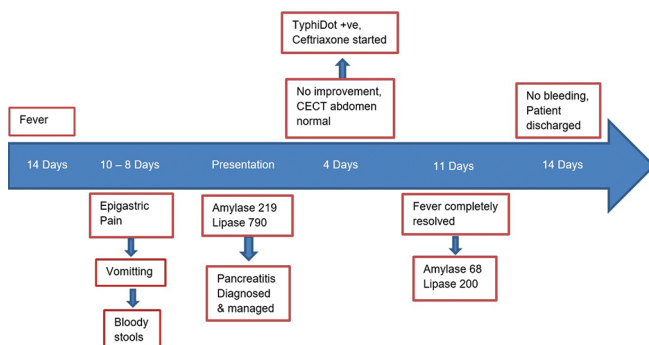 TyphiDot +ve,
Ceftriaxone started
No improvement,
CECT abdomen
normal
No bleeding,
Patient
discharged
Fever
14 Days
10 – 8 Days
Presentation
4 Days
11 Days
14 Days
Epigastric
Pain
Vomitting
Bloody
stools
Amylase 219
Lipase 790
Pancreatitis
Diagnosed
& managed
Fever completely
resolved
Amylase 68
Lipase 200